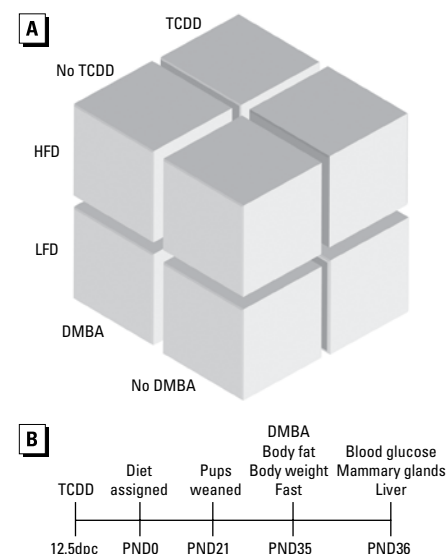 A
TCDD
No TCDD
HFD
LFD
DMBA
No DMBA
B
DMBA
Body fat
Body weight
Fast
Blood glucose
Mammary glands
Liver
Diet
assigned
Pups
weaned
TCDD
12.5dpc
PND0
PND21
PND35
PND36